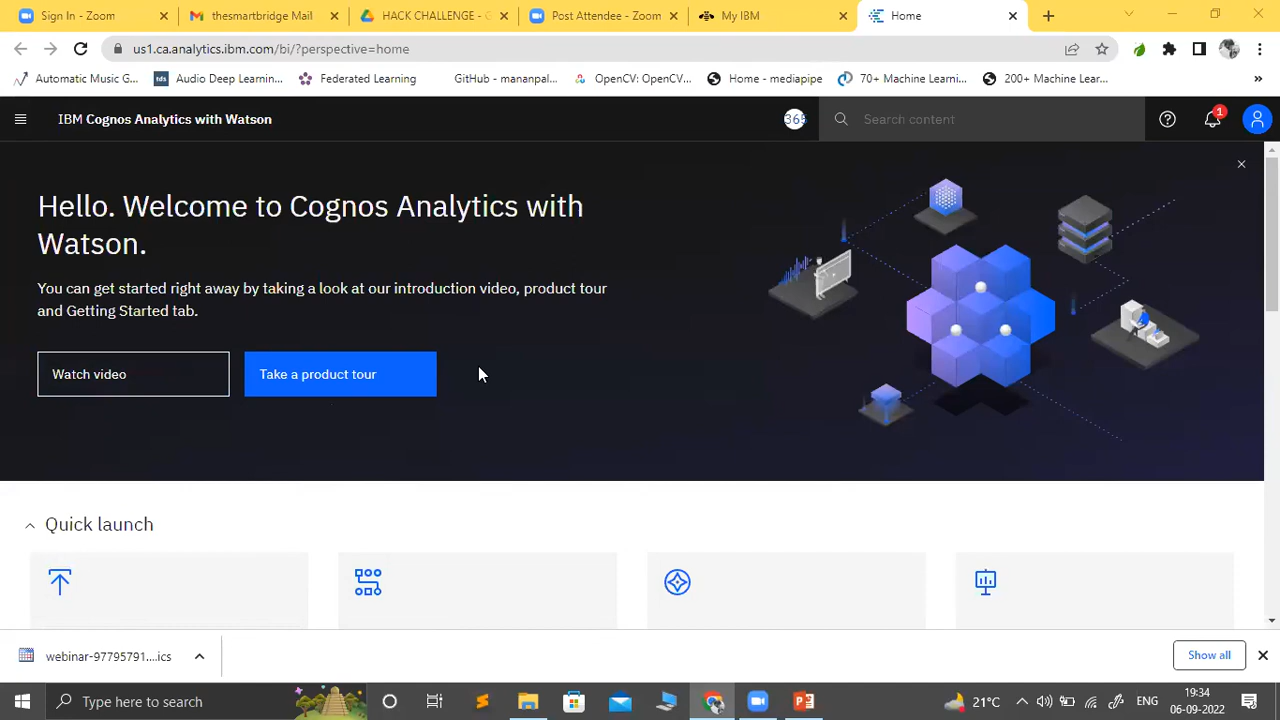 Sign In - Zoom
thesmartbridge Mail
HACK CHALLENGE - G
Post Attendee - Zoom
My IBM
Home
us1.ca.analytics.ibm.com/bi/?perspective=home
Automatic Music G...
tds
Audio Deep Learnin...
Federated Learning
GitHub - mananpal...
OpenCV: OpenCV...
Home - mediapipe
70+ Machine Learni...
200+ Machine Lear...
»
IBM Cognos Analytics with Watson
365
Search content
1
Hello. Welcome to Cognos Analytics with
Watson.
You can get started right away by taking a look at our introduction video, product tour
and Getting Started tab.
Watch video
Take a product tour
Quick launch
webinar-97795791....ics
Show all
Type here to search
21°C
ENG
19:34
06-09-2022